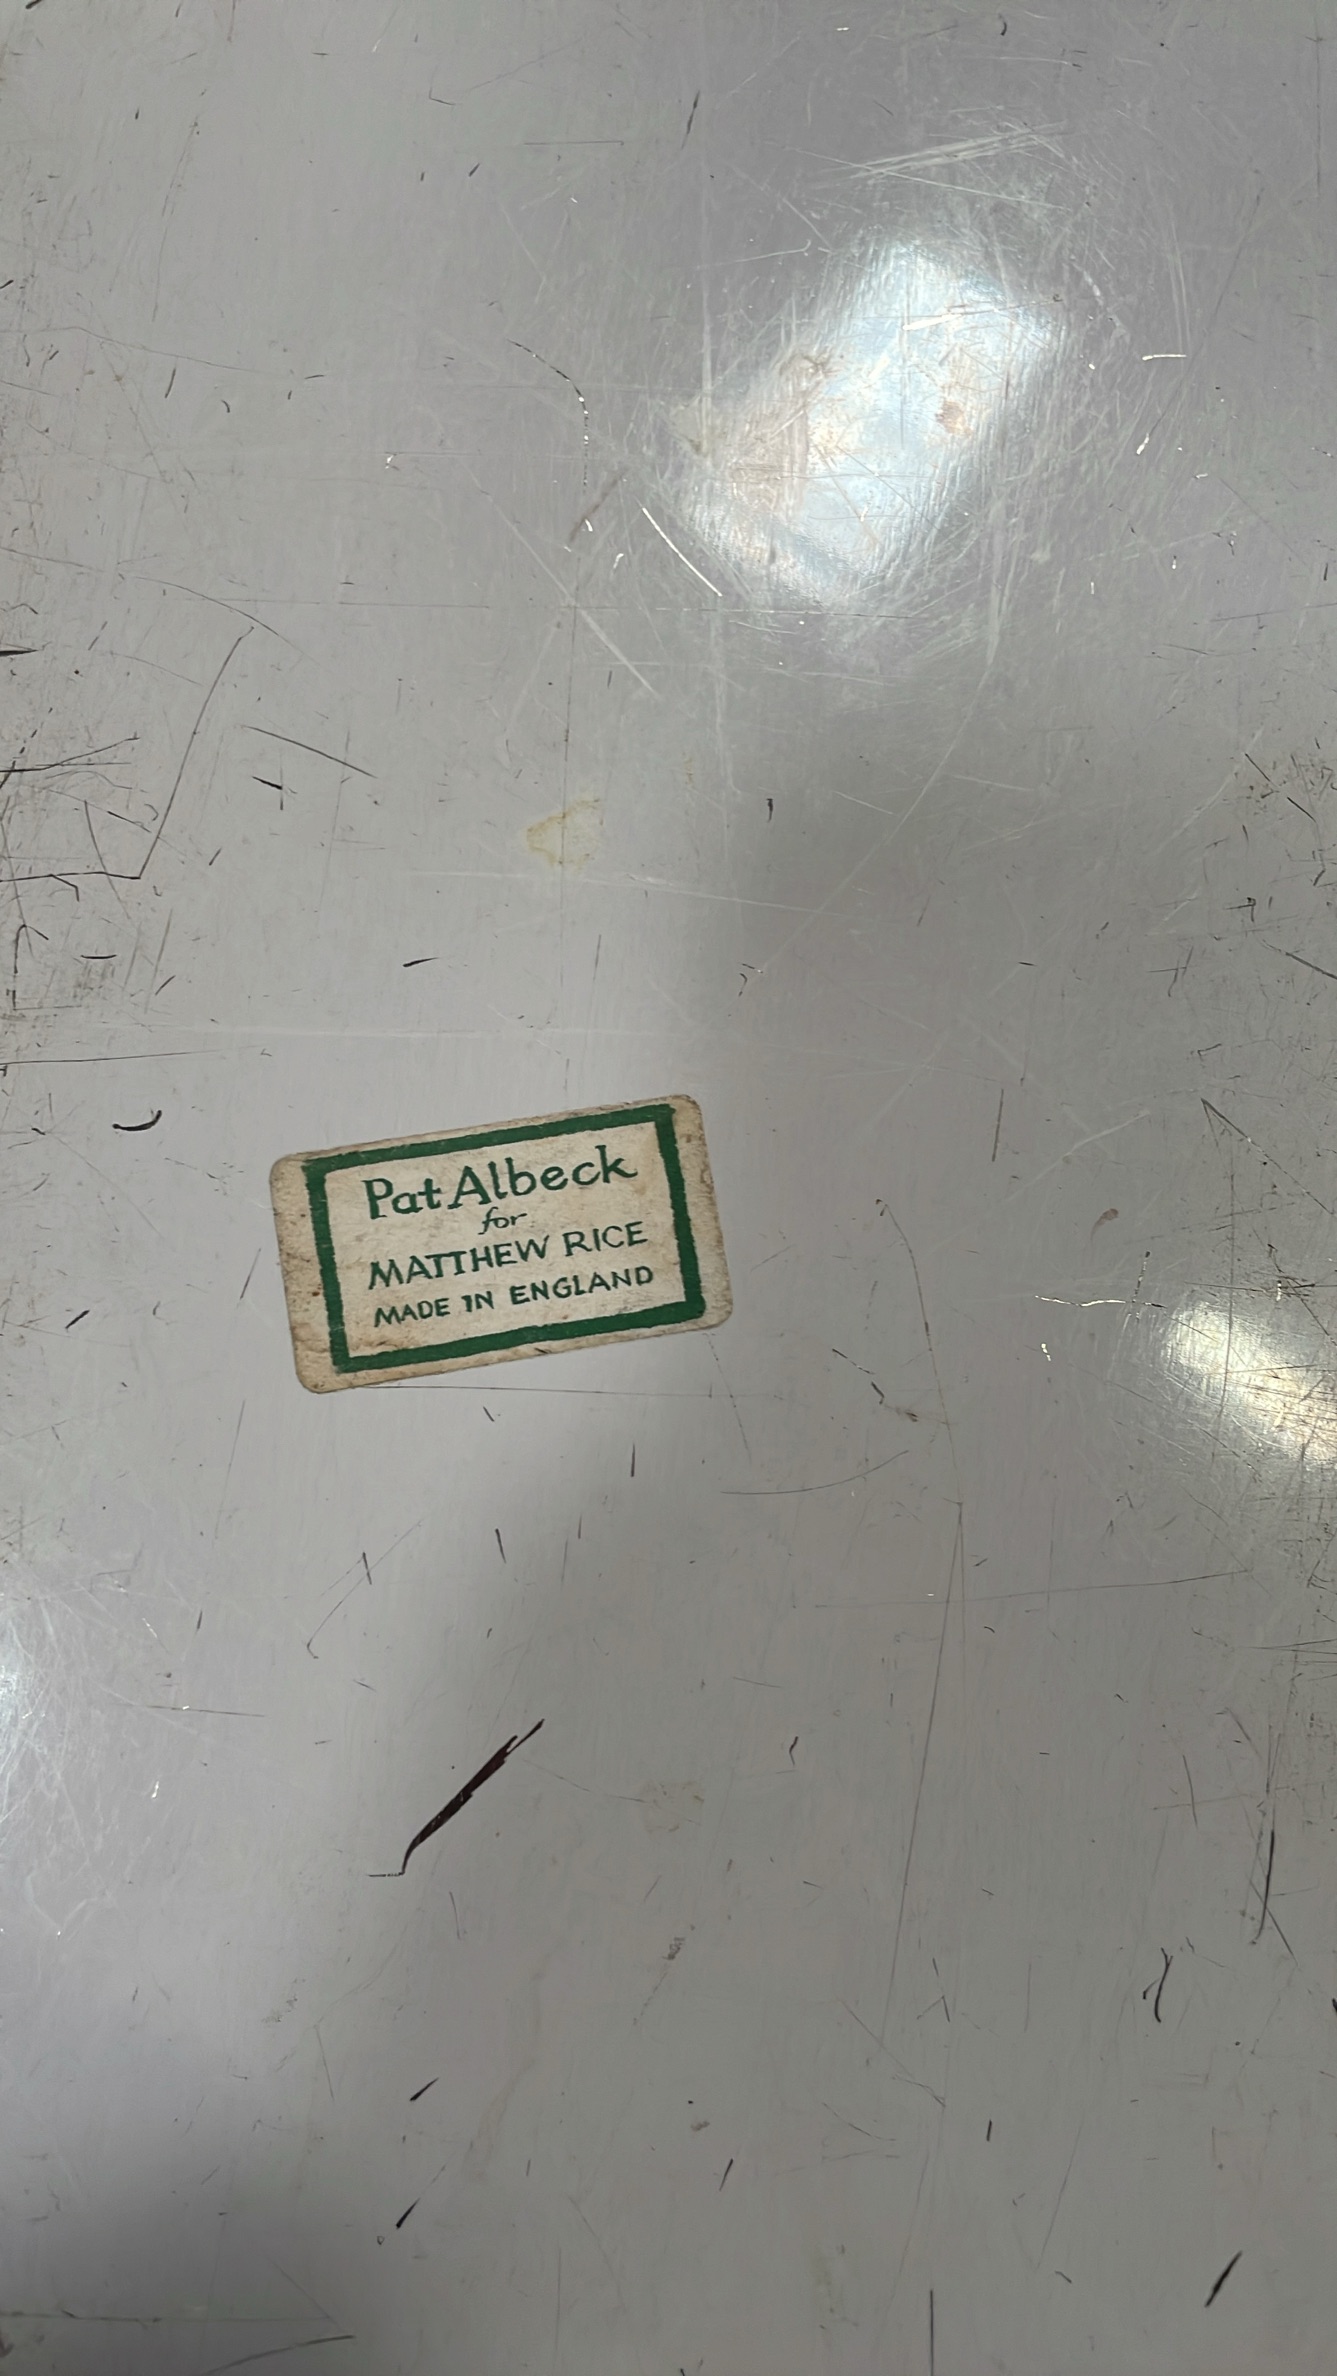 Pat Albeck
for
MATTHEW RICE
MADE IN ENGLAND